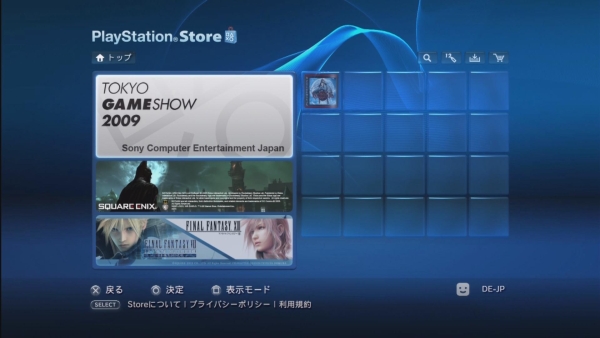 PlayStation®Store
トップ
TOKYO
GAMESHOW
2009
Sony Computer Entertainment Japan
SQUARE ENIX
FINAL FANTASY XIII
FINAL FANTASY VII
戻る 決定 表示モード
DE-JP
SELECT Storeについて | プライバシーポリシー | 利用規約